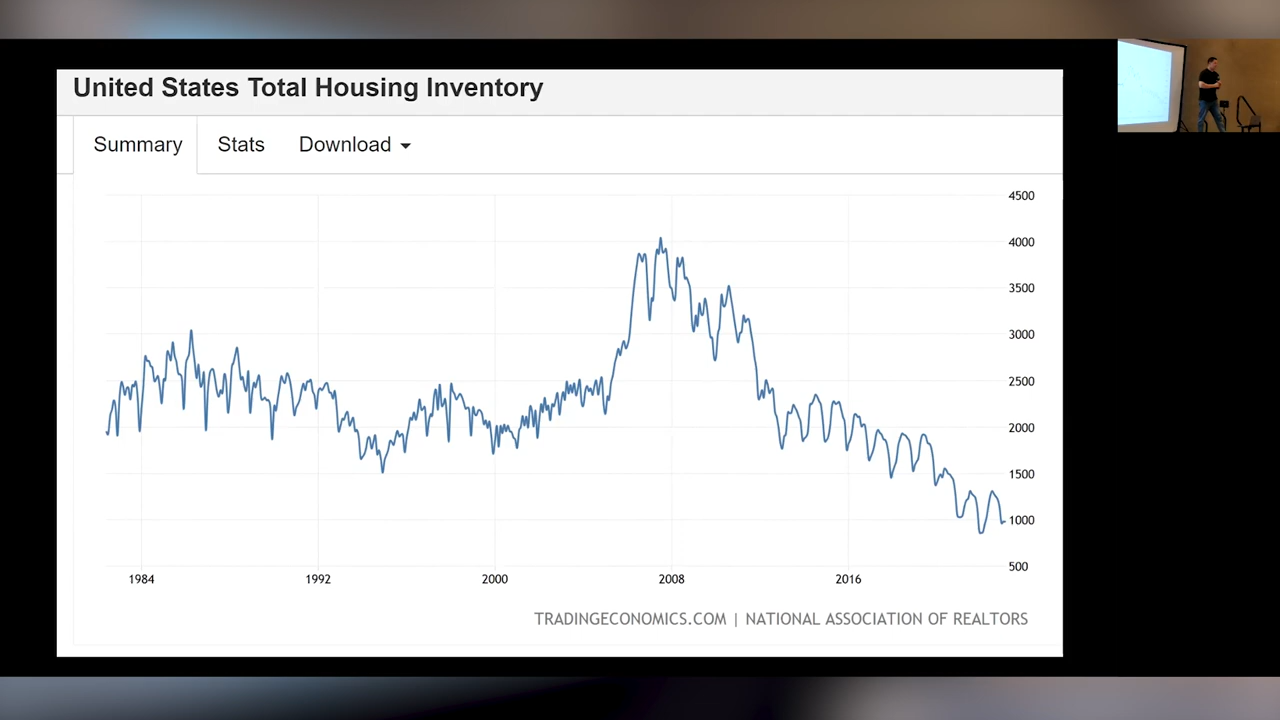 United States Total Housing Inventory
Summary Stats Download
4500
4000
3500
3000
2500
2000
1500
1000
500
1984 1992 2000 2008 2016
TRADINGECONOMICS.COM | NATIONAL ASSOCIATION OF REALTORS